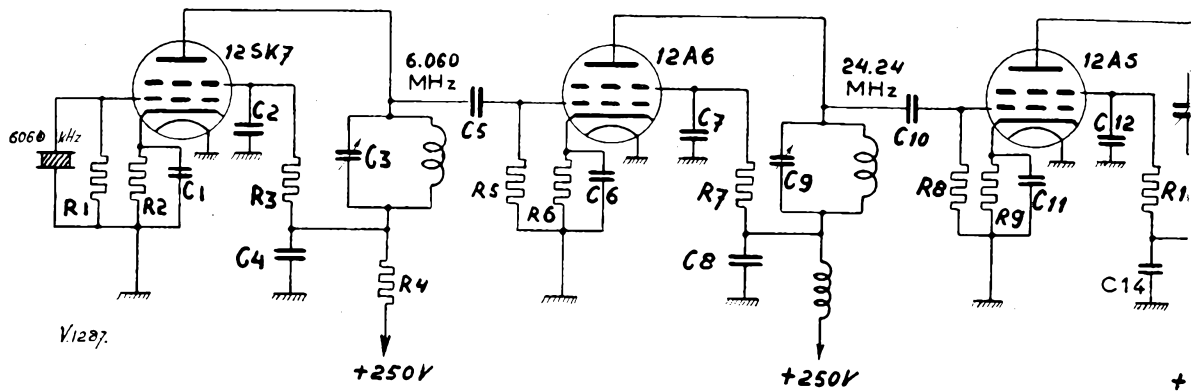 12SK7
6.060
MHz
12A6
24.24
MHz
12A5
6060 kHz
C2
C5
C7
C10
C12
C3
C9
R1
R2
C1
R3
R5
R6
C6
R7
R8
R9
C11
R1
C4
R4
C8
C14
V.1287.
+250V
+250V
+